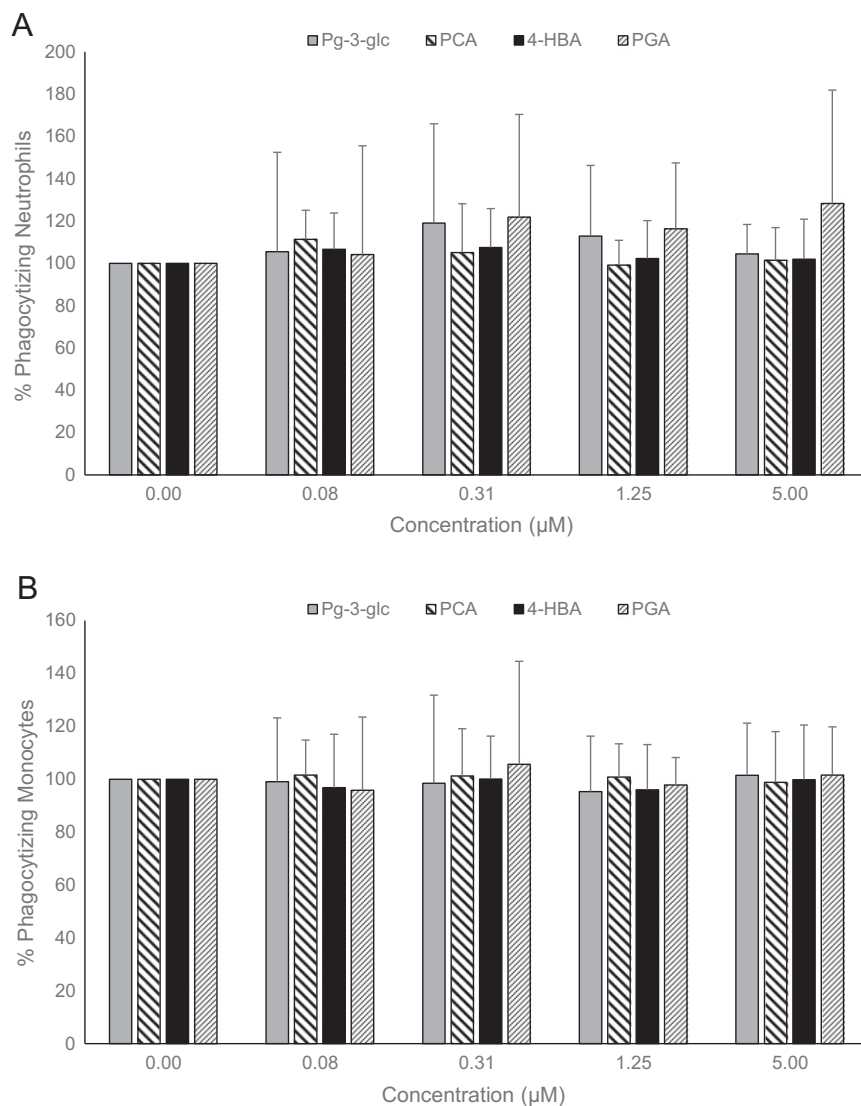 A
Pg-3-glc PCA 4-HBA PGA
200
180
160
140
120
100
80
60
40
20
0
% Phagocytizing Neutrophils
0.00 0.08 0.31 1.25 5.00
Concentration (µM)
B
Pg-3-glc PCA 4-HBA PGA
160
140
120
100
80
60
40
20
0
% Phagocytizing Monocytes
0.00 0.08 0.31 1.25 5.00
Concentration (µM)